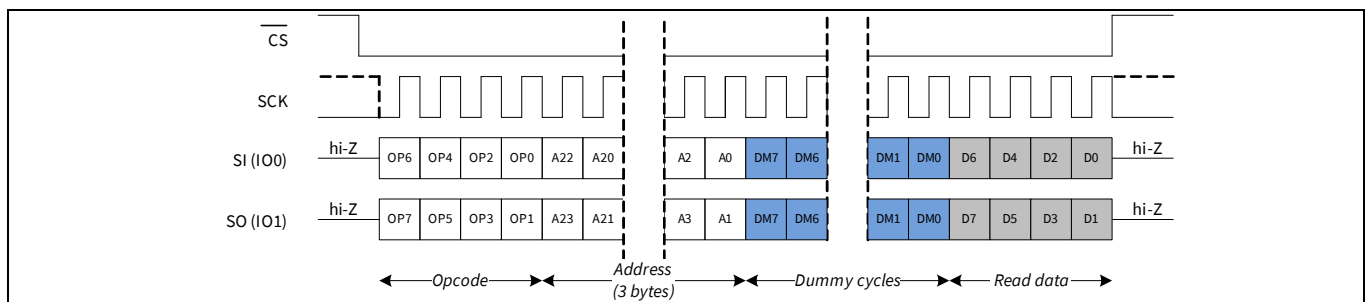 CS
SCK
SI (IO0) hi-Z OP6 OP4 OP2 OP0 A22 A20 A2 A0 DM7 DM6 DM1 DM0 D6 D4 D2 D0 hi-Z
SO (IO1) hi-Z OP7 OP5 OP3 OP1 A23 A21 A3 A1 DM7 DM6 DM1 DM0 D7 D5 D3 D1 hi-Z
Opcode Address Dummy cycles Read data
(3 bytes)